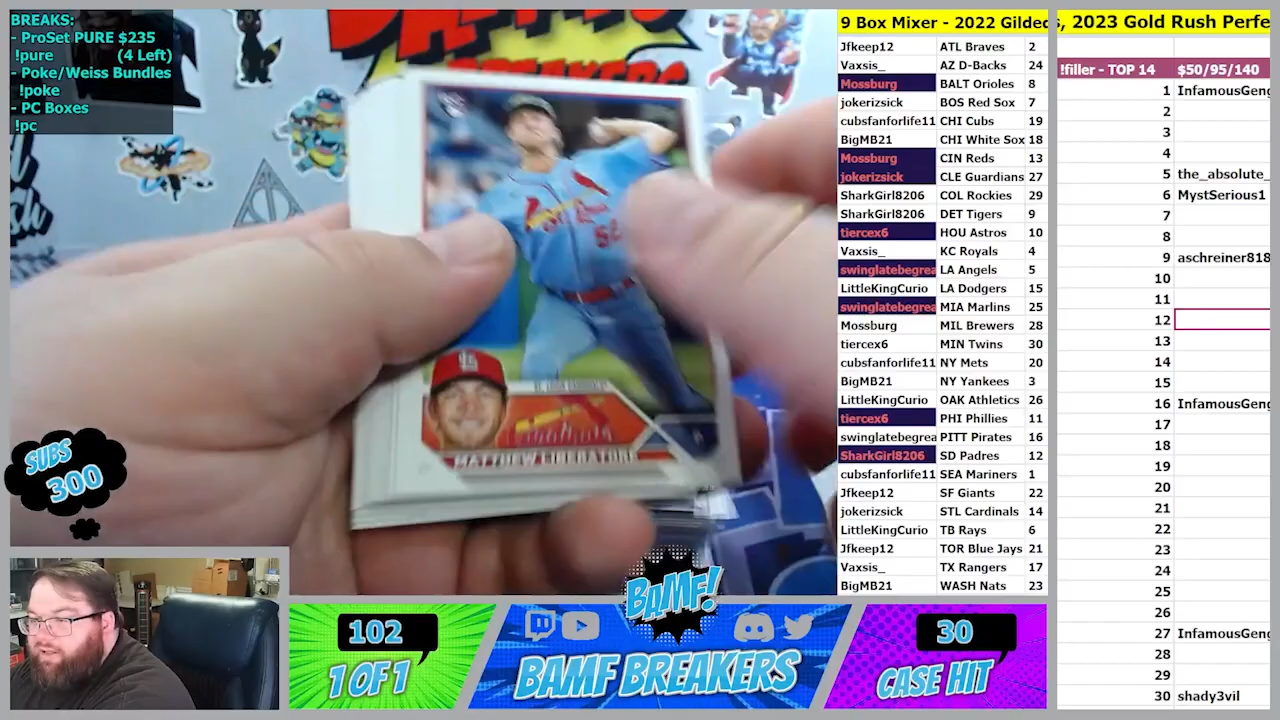 BREAKS:
- ProSet PURE $235
!pure (4 Left)
- Poke/Weiss Bundles
!poke
- PC Boxes
!pc
BREAKERS
MATTHEW LIBERATORE
SUBS
300
102
1 OF 1
BAMF!
BAMF BREAKERS
30
CASE HIT
9 Box Mixer - 2022 Gilded
Jfkeep12 ATL Braves 2
Vaxsis_ AZ D-Backs 24
Mossburg BALT Orioles 8
jokerizsick BOS Red Sox 7
cubsfanforlife11 CHI Cubs 19
BigMB21 CHI White Sox 18
Mossburg CIN Reds 13
jokerizsick CLE Guardians 27
SharkGirl8206 COL Rockies 29
SharkGirl8206 DET Tigers 9
tiercex6 HOU Astros 10
Vaxsis_ KC Royals 4
swinglatebegrea LA Angels 5
LittleKingCurio LA Dodgers 15
swinglatebegrea MIA Marlins 25
Mossburg MIL Brewers 28
tiercex6 MIN Twins 30
cubsfanforlife11 NY Mets 20
BigMB21 NY Yankees 3
LittleKingCurio OAK Athletics 26
tiercex6 PHI Phillies 11
swinglatebegrea PITT Pirates 16
SharkGirl8206 SD Padres 12
cubsfanforlife11 SEA Mariners 1
Jfkeep12 SF Giants 22
jokerizsick STL Cardinals 14
LittleKingCurio TB Rays 6
Jfkeep12 TOR Blue Jays 21
Vaxsis_ TX Rangers 17
BigMB21 WASH Nats 23
s, 2023 Gold Rush Perfe
!filler - TOP 14 $50/95/140
1 InfamousGeng
2
3
4
5 the_absolute_
6 MystSerious1
7
8
9 aschreiner818
10
11
12
13
14
15
16 InfamousGeng
17
18
19
20
21
22
23
24
25
26
27 InfamousGeng
28
29
30 shady3vil